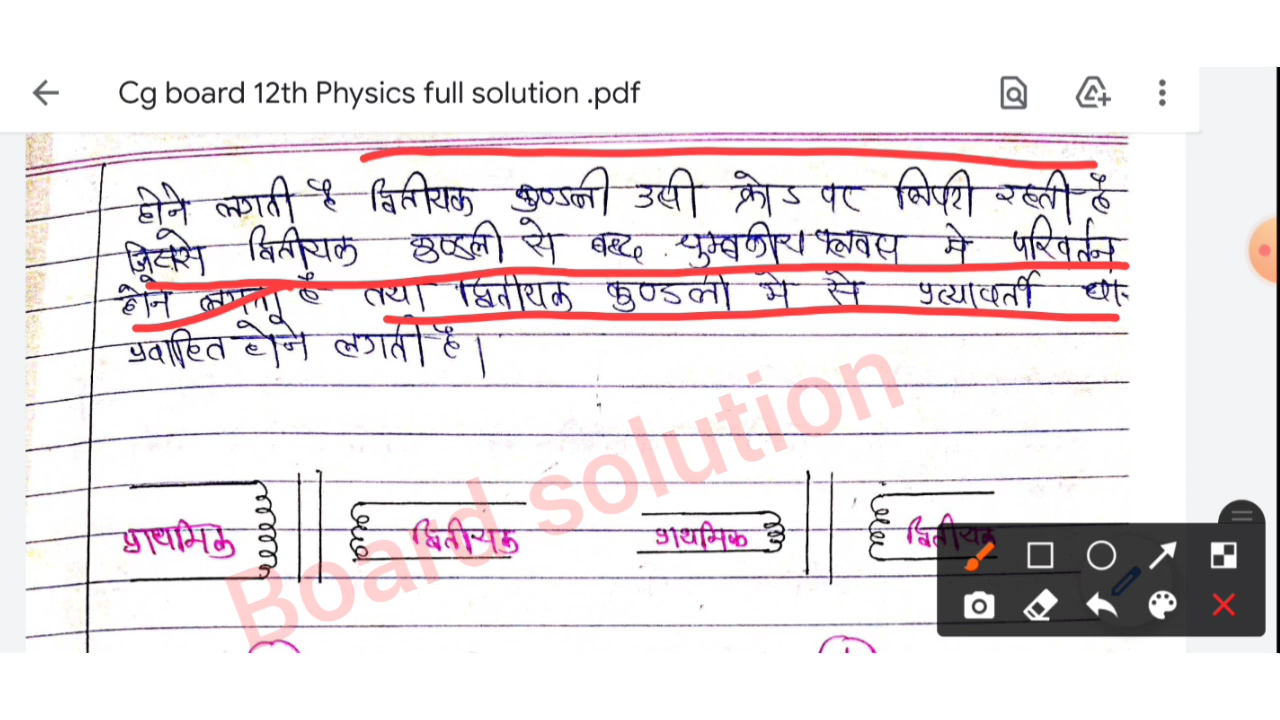 Cg board 12th Physics full solution .pdf
होने लगती है द्वितीयक कुण्डली उसी क्रोड पर लिपटी रहती है
जिससे द्वितीयक कुण्डली से बद्ध चुम्बकीय फ्लक्स मे परिवर्तन
होने लगता है तथा द्वितीयक कुण्डली मे से प्रत्यावर्ती धा-
प्रवाहित होने लगती है।
Board solution
प्राथमिक द्वितीयक प्राथमिक द्वितीयक